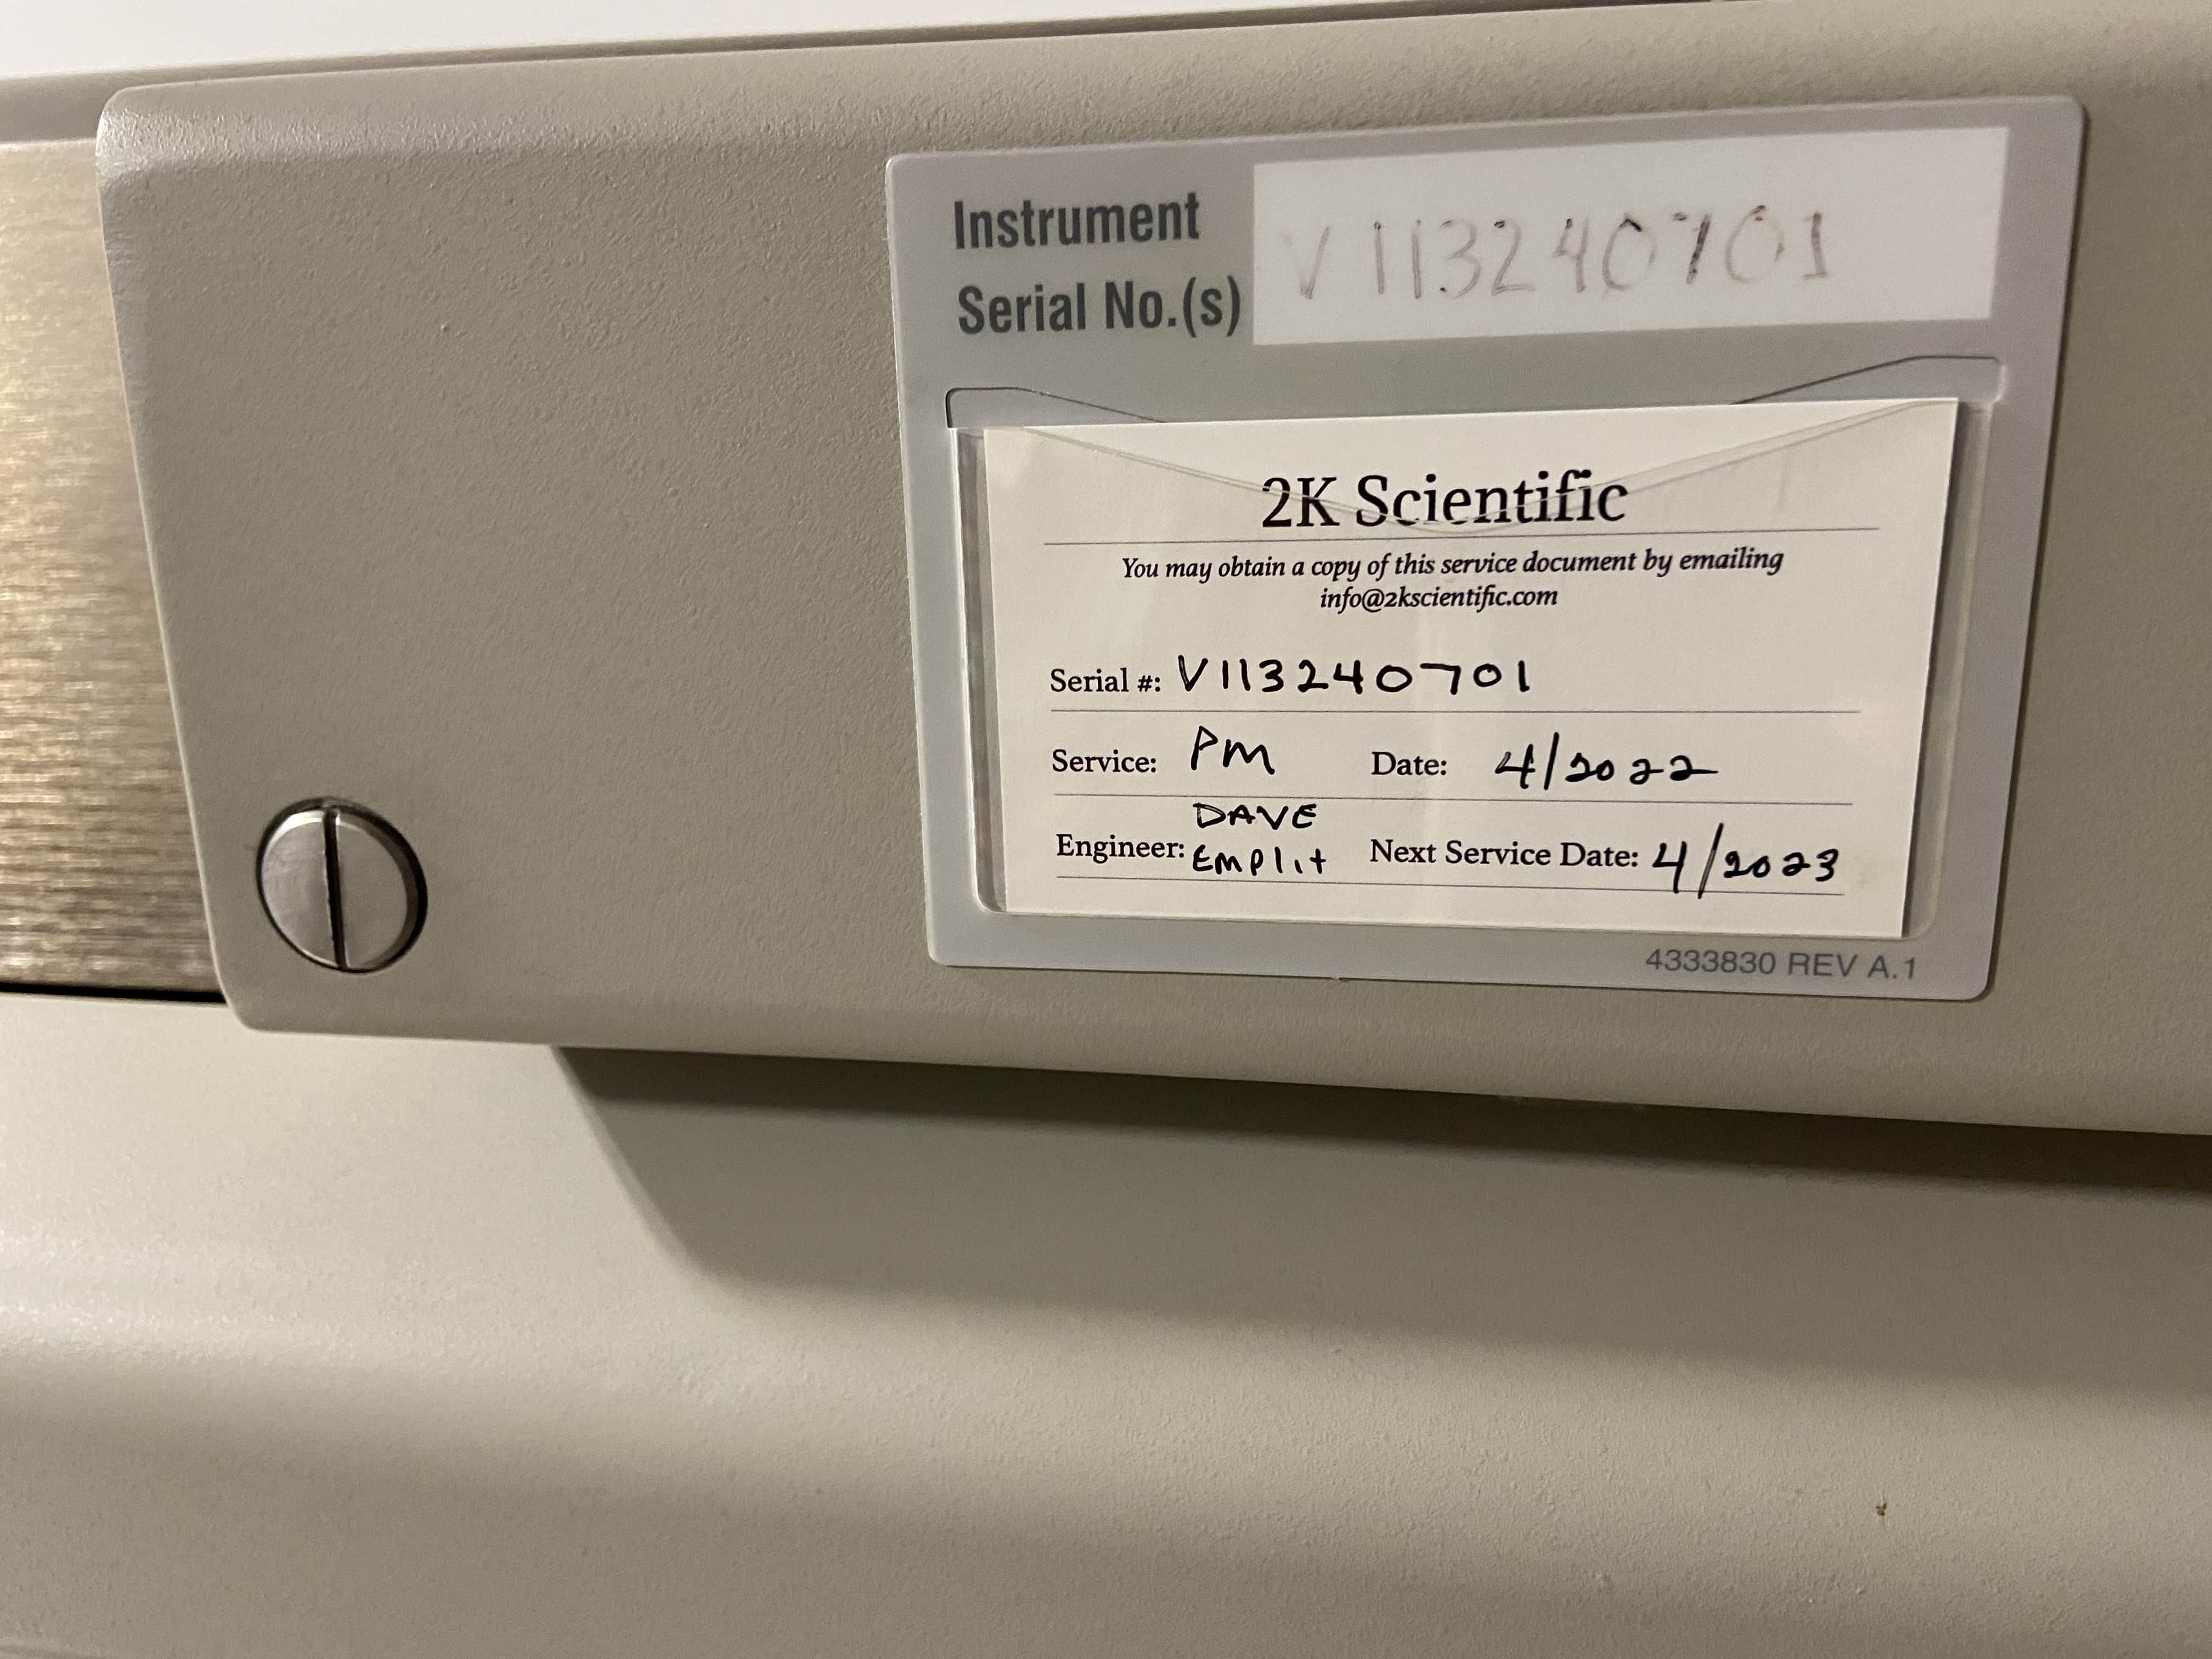 Instrument
Serial No.(s)
V113240701
2K Scientific
You may obtain a copy of this service document by emailing
info@2kscientific.com
Serial #: V113240701
Service: PM Date: 4/2022
Engineer: DAVE Emplit Next Service Date: 4/2023
4333830 REV A.1